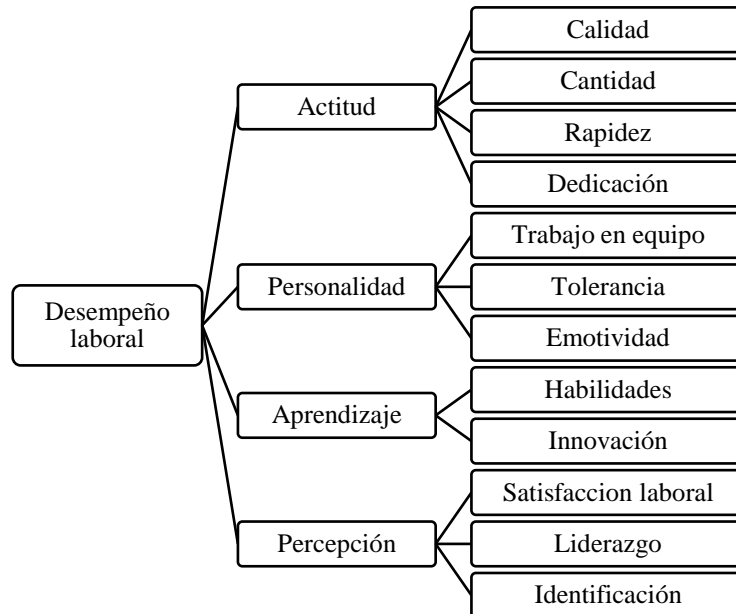 Desempeño
laboral
Actitud
Calidad
Cantidad
Rapidez
Dedicación
Personalidad
Trabajo en equipo
Tolerancia
Emotividad
Aprendizaje
Habilidades
Innovación
Percepción
Satisfaccion laboral
Liderazgo
Identificación